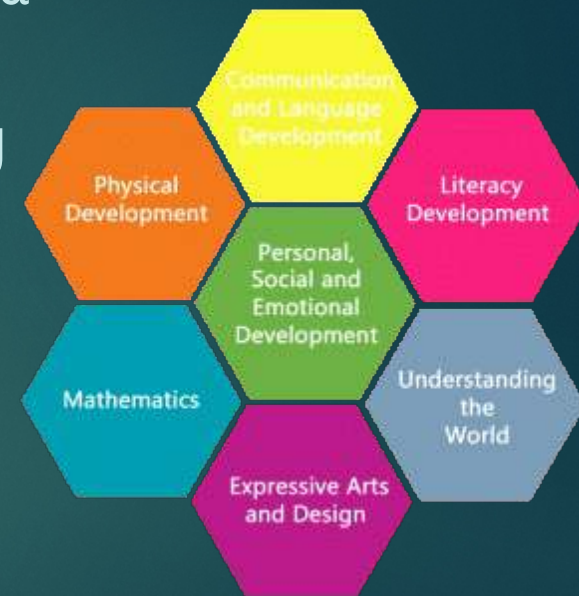 Communication
and Language
Development
Physical
Development
Literacy
Development
Personal,
Social and
Emotional
Development
Mathematics
Understanding
the
World
Expressive Arts
and Design